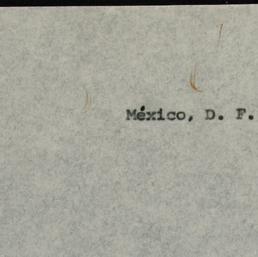 México, D. F.